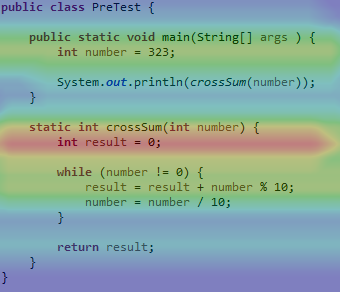 public class PreTest {
public static void main(String[] args ) {
int number = 323;
System.out.println(crossSum(number));
}
static int crossSum(int number) {
int result = 0;
while (number != 0) {
result = result + number % 10;
number = number / 10;
}
return result;
}
}